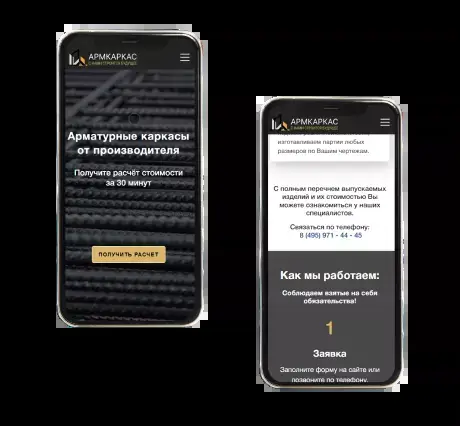 АРМКАРКАС
Арматурные каркасы
от производителя
Получите расчёт стоимости
за 30 минут
ПОЛУЧИТЬ РАСЧЕТ
АРМКАРКАС
изготавливаем партии любых
размеров по Вашим чертежам.
С полным перечнем выпускаемых
изделий и их стоимостью Вы
можете ознакомиться у наших
специалистов.
Связаться по телефону:
8 (495) 971 - 44 - 45
Как мы работаем:
Соблюдаем взятые на себя
обязательства!
1
Заявка
Заполните форму на сайте или
позвоните по телефону.